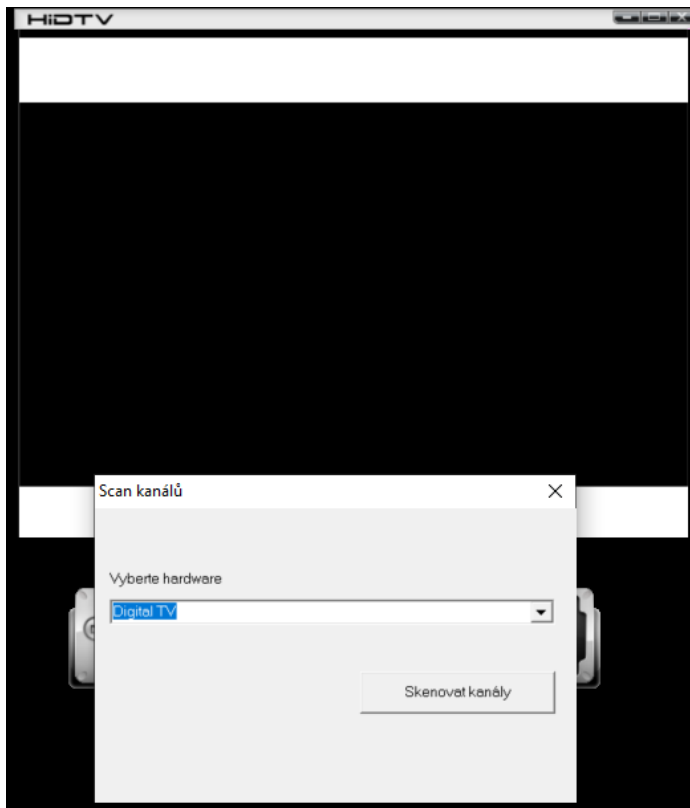 HiDTV
Scan kanálů
Vyberte hardware
Digital TV
Skenovat kanály